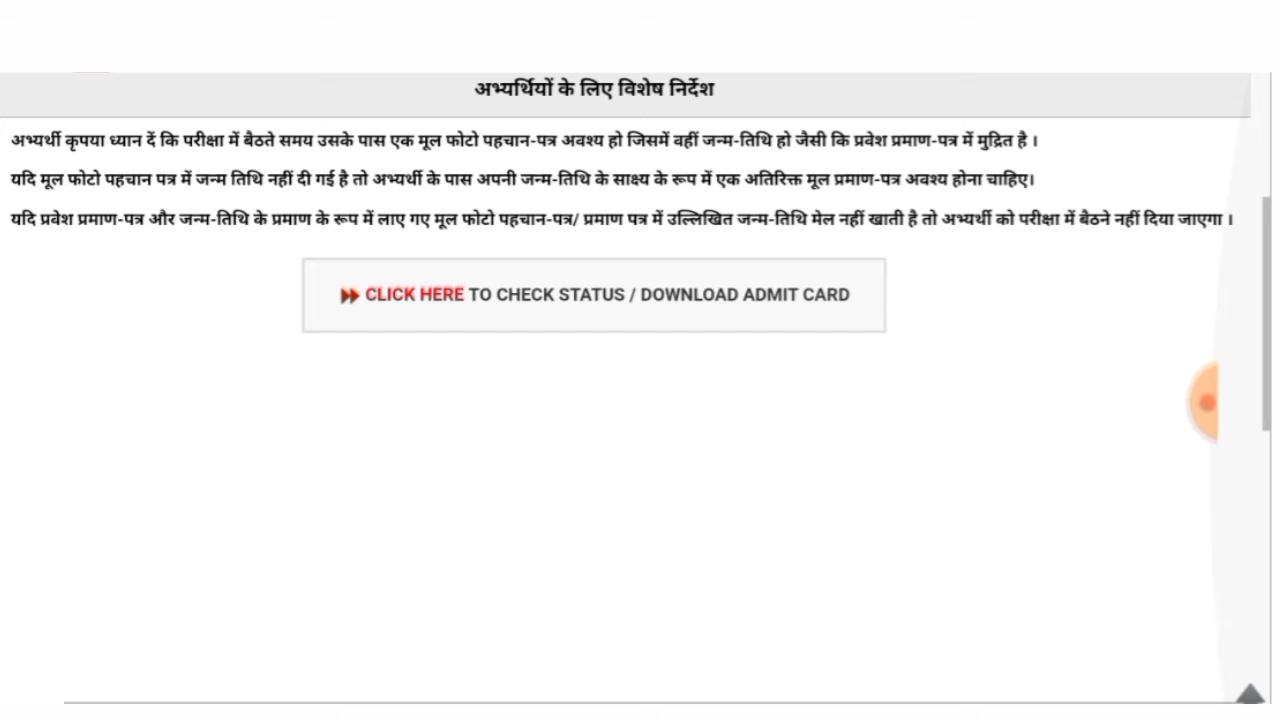 अभ्यर्थियों के लिए विशेष निर्देश
अभ्यर्थी कृपया ध्यान दें कि परीक्षा में बैठते समय उसके पास एक मूल फोटो पहचान-पत्र अवश्य हो जिसमें वहीं जन्म-तिथि हो जैसी कि प्रवेश प्रमाण-पत्र में मुद्रित है ।
यदि मूल फोटो पहचान पत्र में जन्म तिथि नहीं दी गई है तो अभ्यर्थी के पास अपनी जन्म-तिथि के साक्ष्य के रूप में एक अतिरिक्त मूल प्रमाण-पत्र अवश्य होना चाहिए।
यदि प्रवेश प्रमाण-पत्र और जन्म-तिथि के प्रमाण के रूप में लाए गए मूल फोटो पहचान-पत्र/ प्रमाण पत्र में उल्लिखित जन्म-तिथि मेल नहीं खाती है तो अभ्यर्थी को परीक्षा में बैठने नहीं दिया जाएगा ।
CLICK HERE TO CHECK STATUS / DOWNLOAD ADMIT CARD